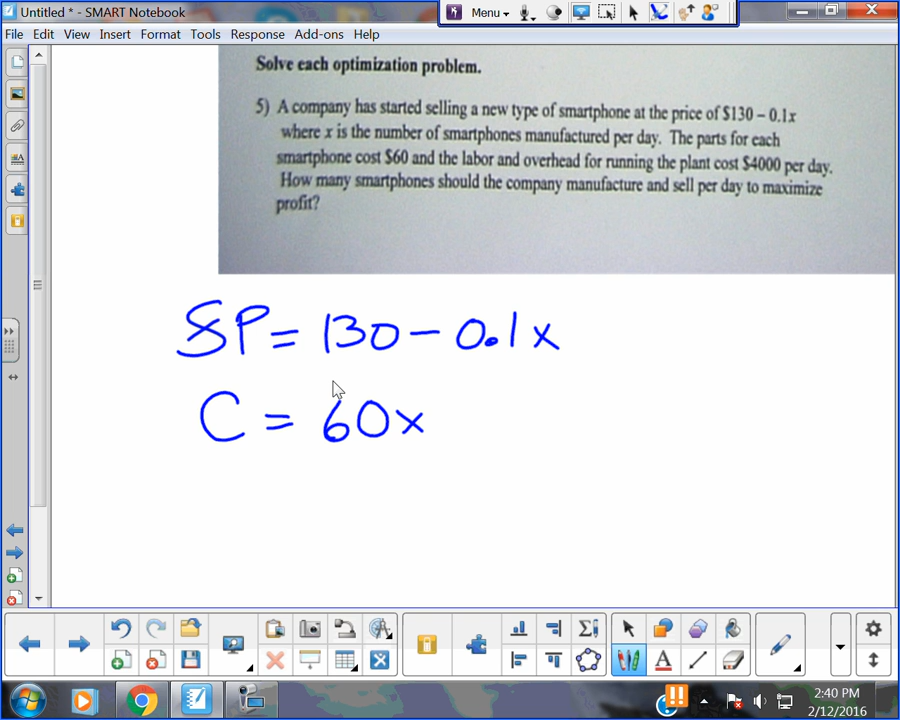 Untitled * - SMART Notebook
Menu
File Edit View Insert Format Tools Response Add-ons Help
Solve each optimization problem.
5) A company has started selling a new type of smartphone at the price of $130 – 0.1x
where x is the number of smartphones manufactured per day. The parts for each
smartphone cost $60 and the labor and overhead for running the plant cost $4000 per day.
How many smartphones should the company manufacture and sell per day to maximize
profit?
SP = 130 - 0.1x
C = 60x
2:40 PM
2/12/2016